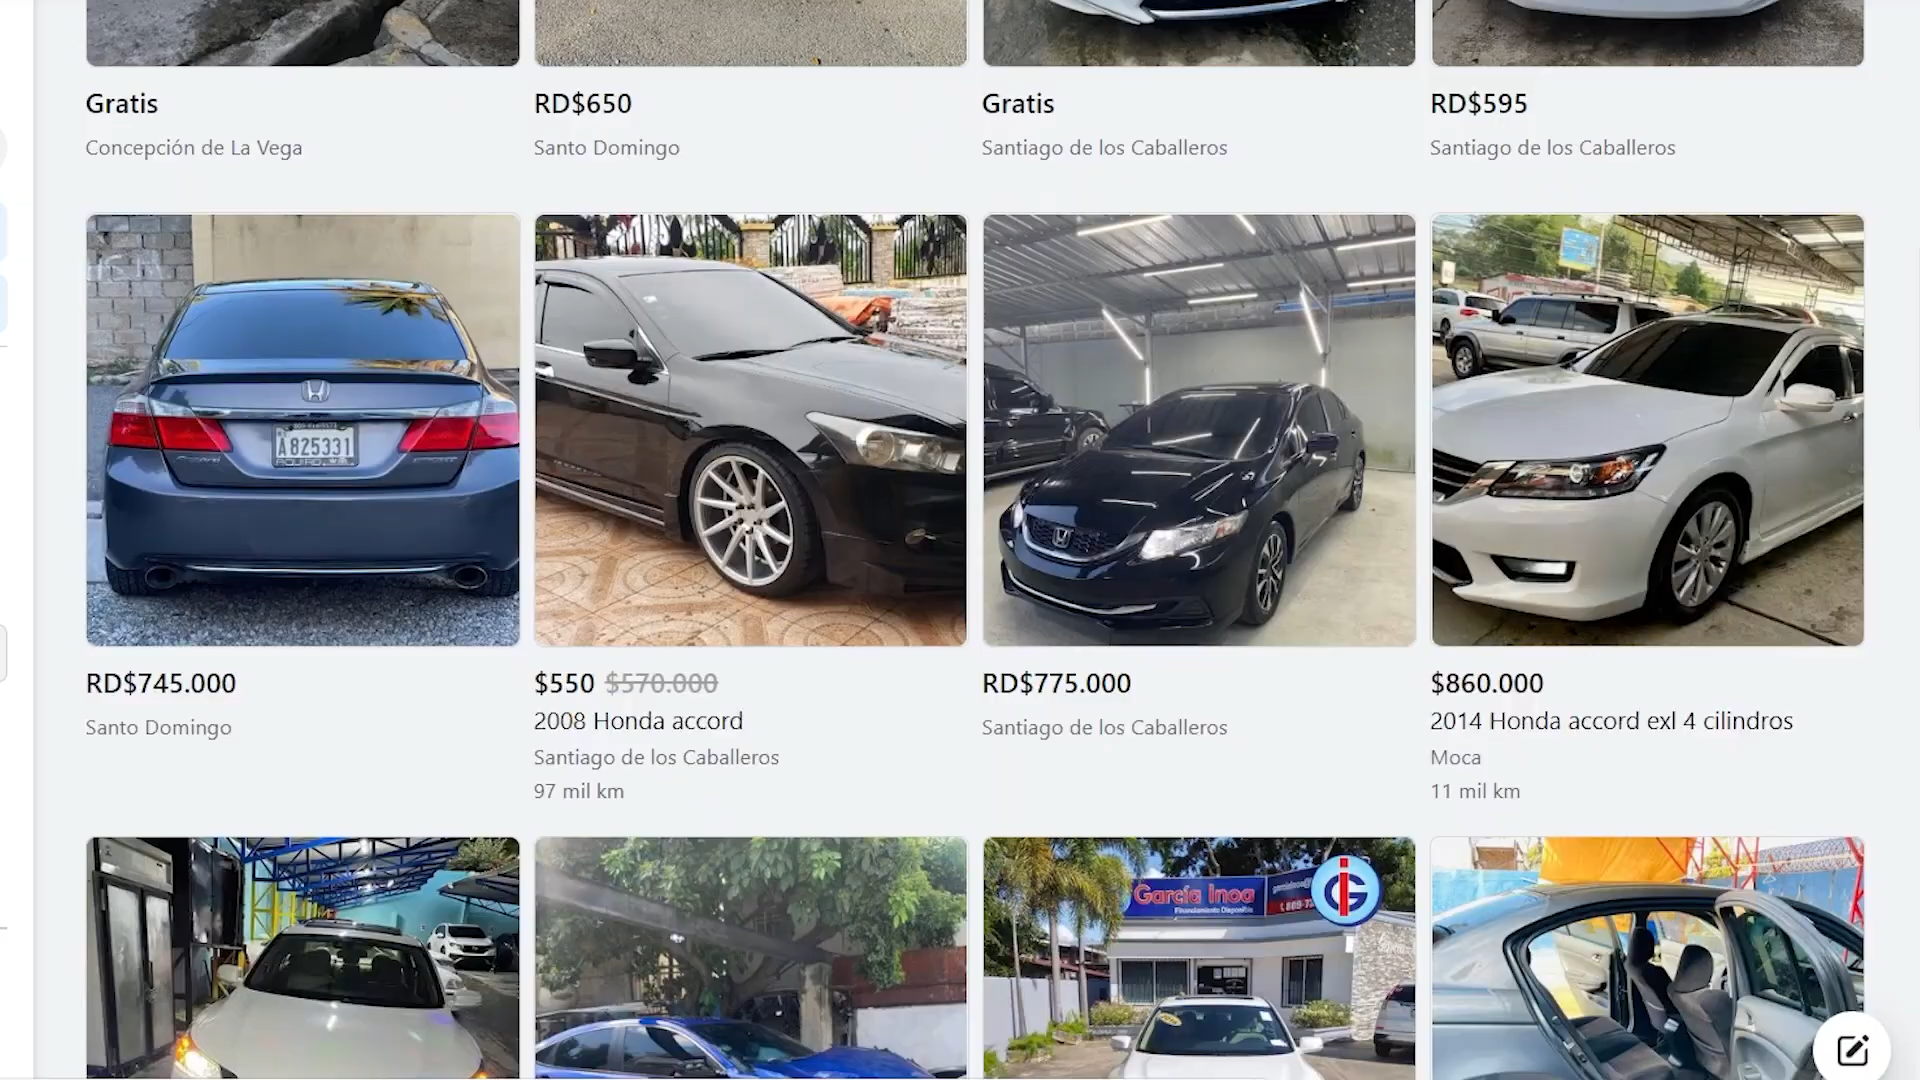 Gratis
Concepción de La Vega
RD$650
Santo Domingo
Gratis
Santiago de los Caballeros
RD$595
Santiago de los Caballeros
A825331
RD$745.000
Santo Domingo
$550 $570.000
2008 Honda accord
Santiago de los Caballeros
97 mil km
RD$775.000
Santiago de los Caballeros
$860.000
2014 Honda accord exl 4 cilindros
Moca
11 mil km
García Inoa
Financiamiento Disponible